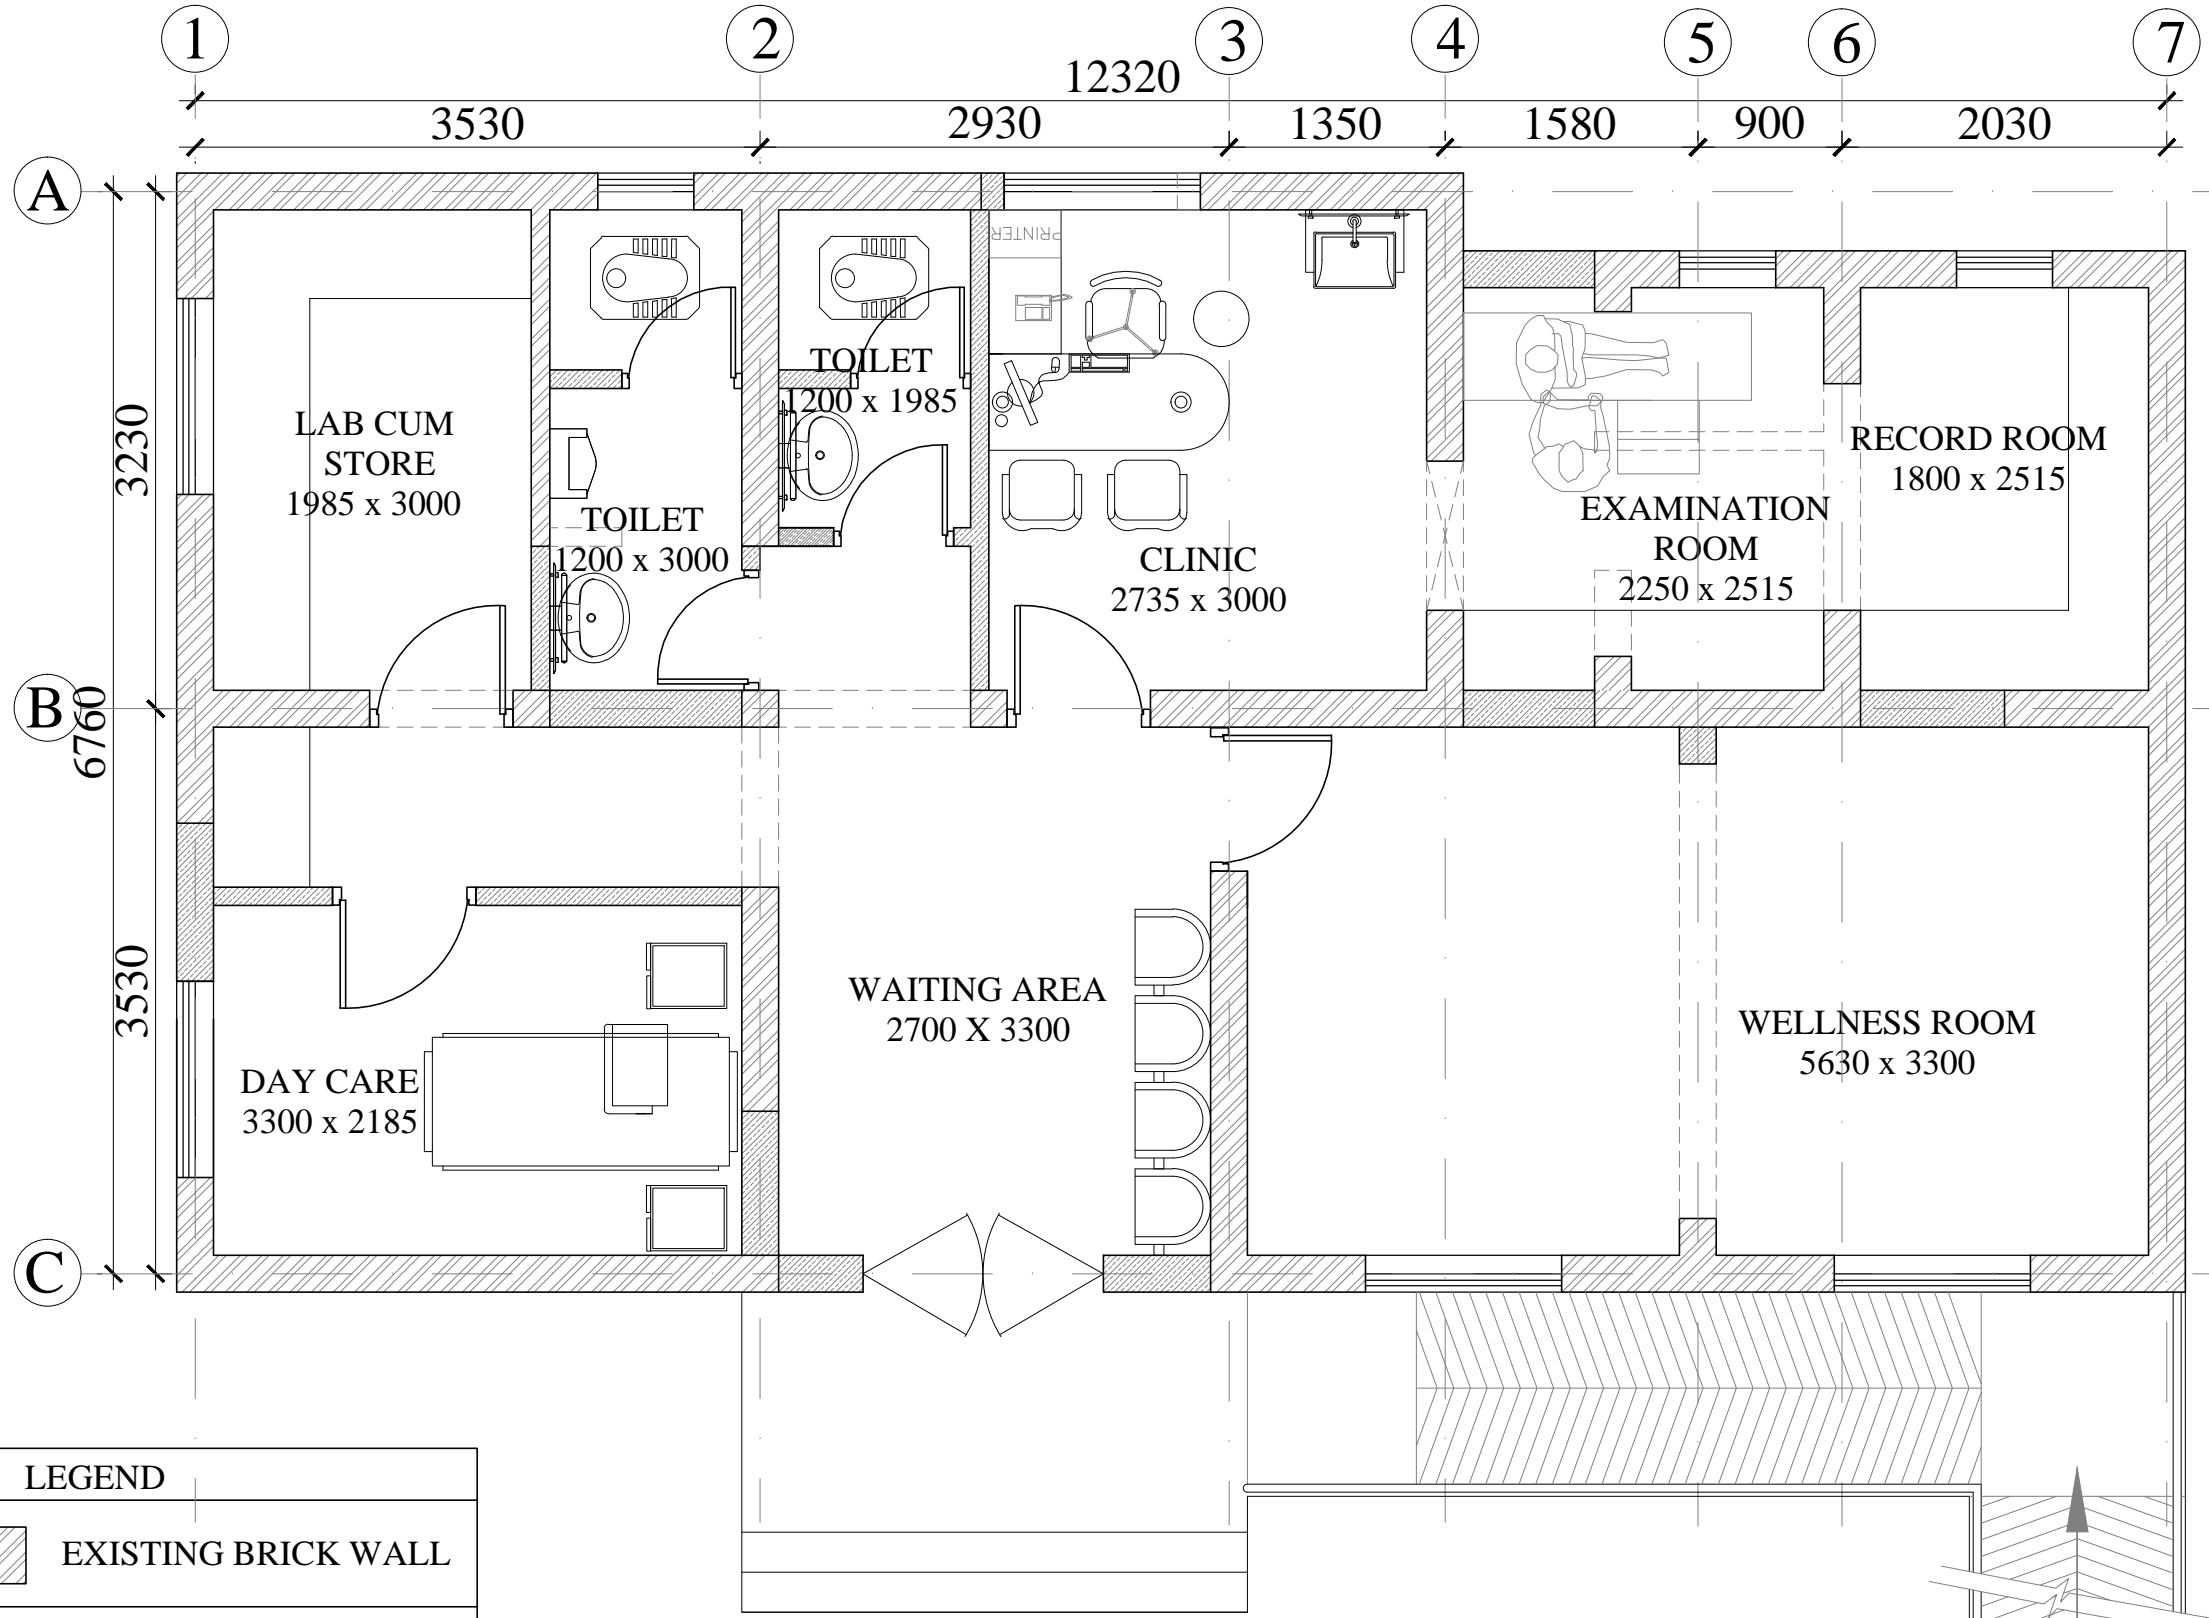 1 2 3 4 5 6 7
12320
3530 2930 1350 1580 900 2030
A
B
C
3230
6760
3530
PRINTER
LAB CUM
STORE
1985 x 3000
TOILET
1200 x 3000
TOILET
1200 x 1985
CLINIC
2735 x 3000
EXAMINATION
ROOM
2250 x 2515
RECORD ROOM
1800 x 2515
DAY CARE
3300 x 2185
WAITING AREA
2700 X 3300
WELLNESS ROOM
5630 x 3300
LEGEND
EXISTING BRICK WALL